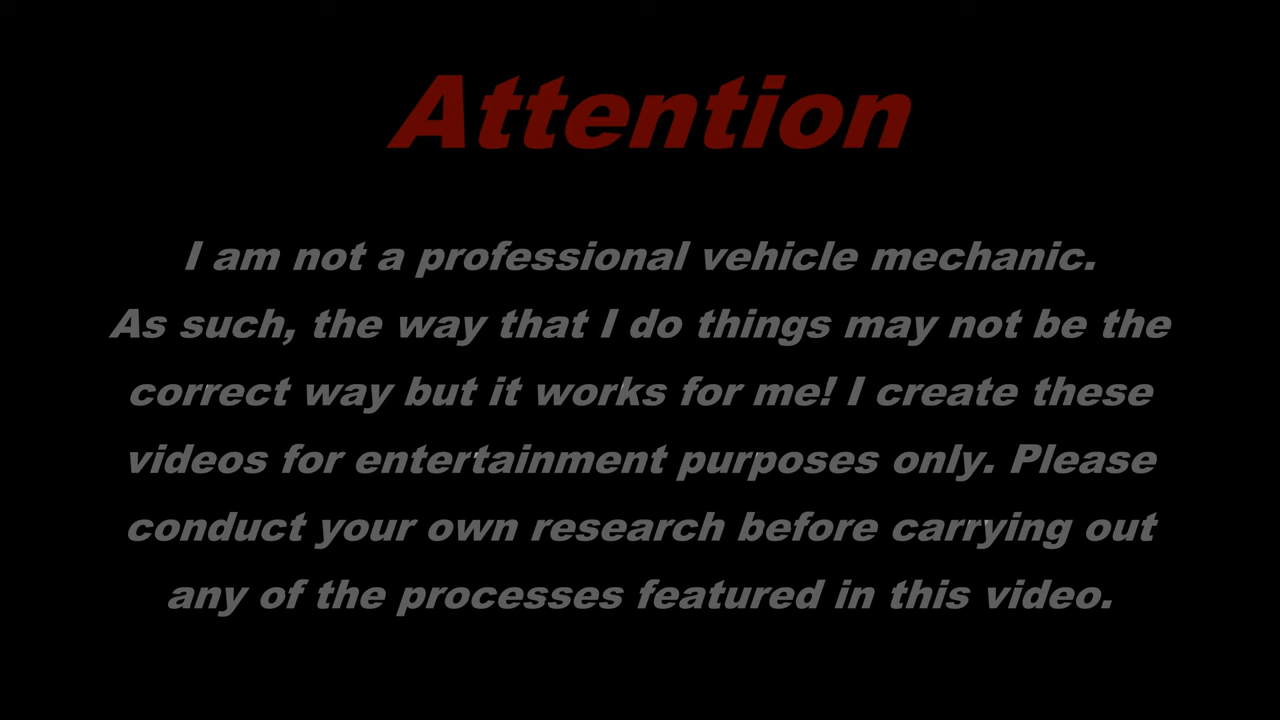 Attention
I am not a professional vehicle mechanic.
As such, the way that I do things may not be the
correct way but it works for me! I create these
videos for entertainment purposes only. Please
conduct your own research before carrying out
any of the processes featured in this video.